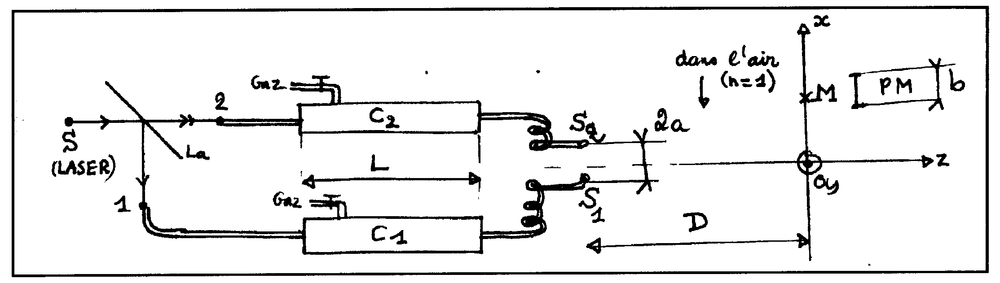 x
dans l'air
(n=1)
Gaz
2
C2
S2
2a
M
PM
b
S
(LASER)
La
L
z
Oy
1
Gaz
C1
S1
D